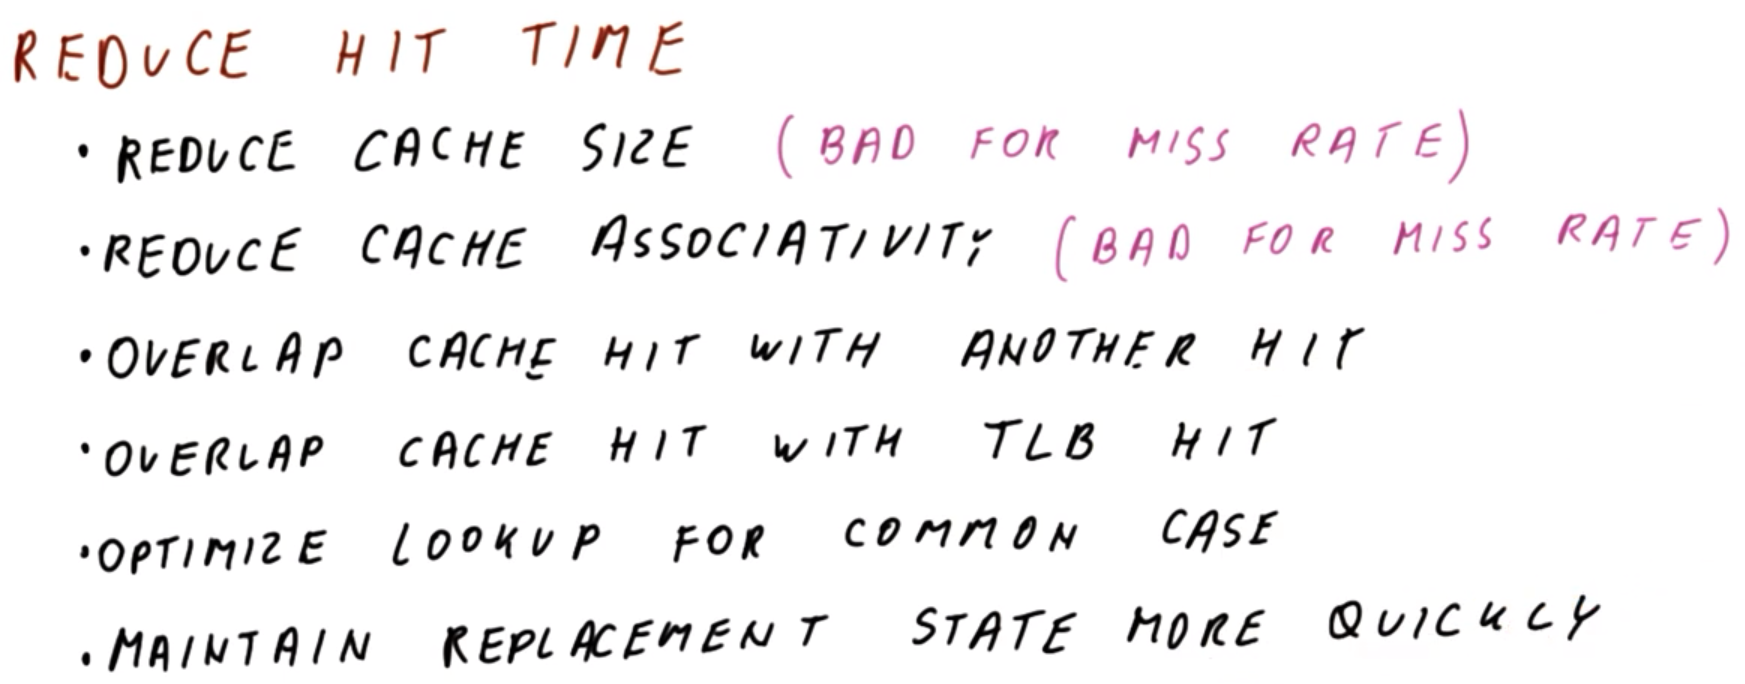 REDUCE HIT TIME
• REDUCE CACHE SIZE (BAD FOR MISS RATE)
• REDUCE CACHE ASSOCIATIVITY (BAD FOR MISS RATE)
• OVERLAP CACHE HIT WITH ANOTHER HIT
• OVERLAP CACHE HIT WITH TLB HIT
• OPTIMIZE LOOKUP FOR COMMON CASE
• MAINTAIN REPLACEMENT STATE MORE QUICKLY